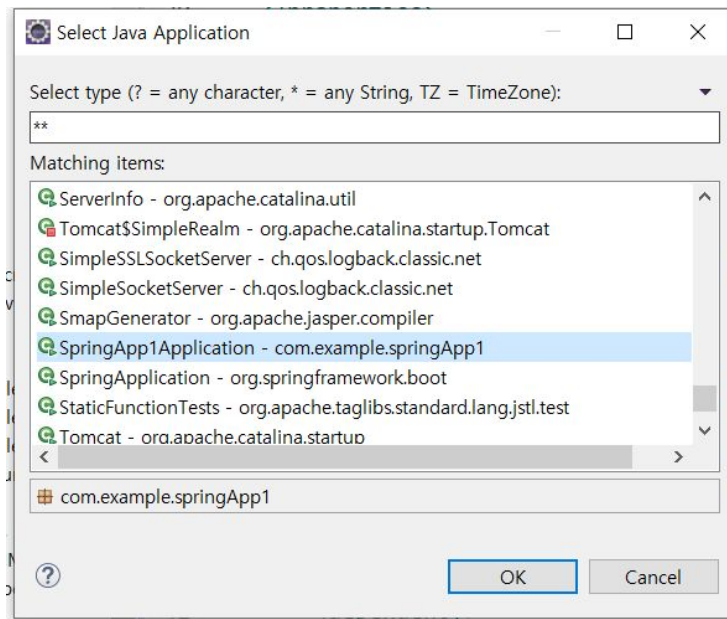 Select Java Application
Select type (? = any character, * = any String, TZ = TimeZone):
**
Matching items:
ServerInfo - org.apache.catalina.util
Tomcat$SimpleRealm - org.apache.catalina.startup.Tomcat
SimpleSSLSocketServer - ch.qos.logback.classic.net
SimpleSocketServer - ch.qos.logback.classic.net
SmapGenerator - org.apache.jasper.compiler
SpringApp1Application - com.example.springApp1
SpringApplication - org.springframework.boot
StaticFunctionTests - org.apache.taglibs.standard.lang.jstl.test
Tomcat - org.apache.catalina.startup
com.example.springApp1
?
OK Cancel